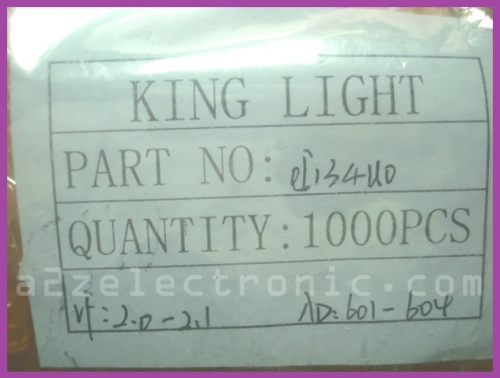 KING LIGHT
PART NO:
QUANTITY: 1000PCS
a2zelectronic.com
VF: 2.0-2.1 λD: 601-604